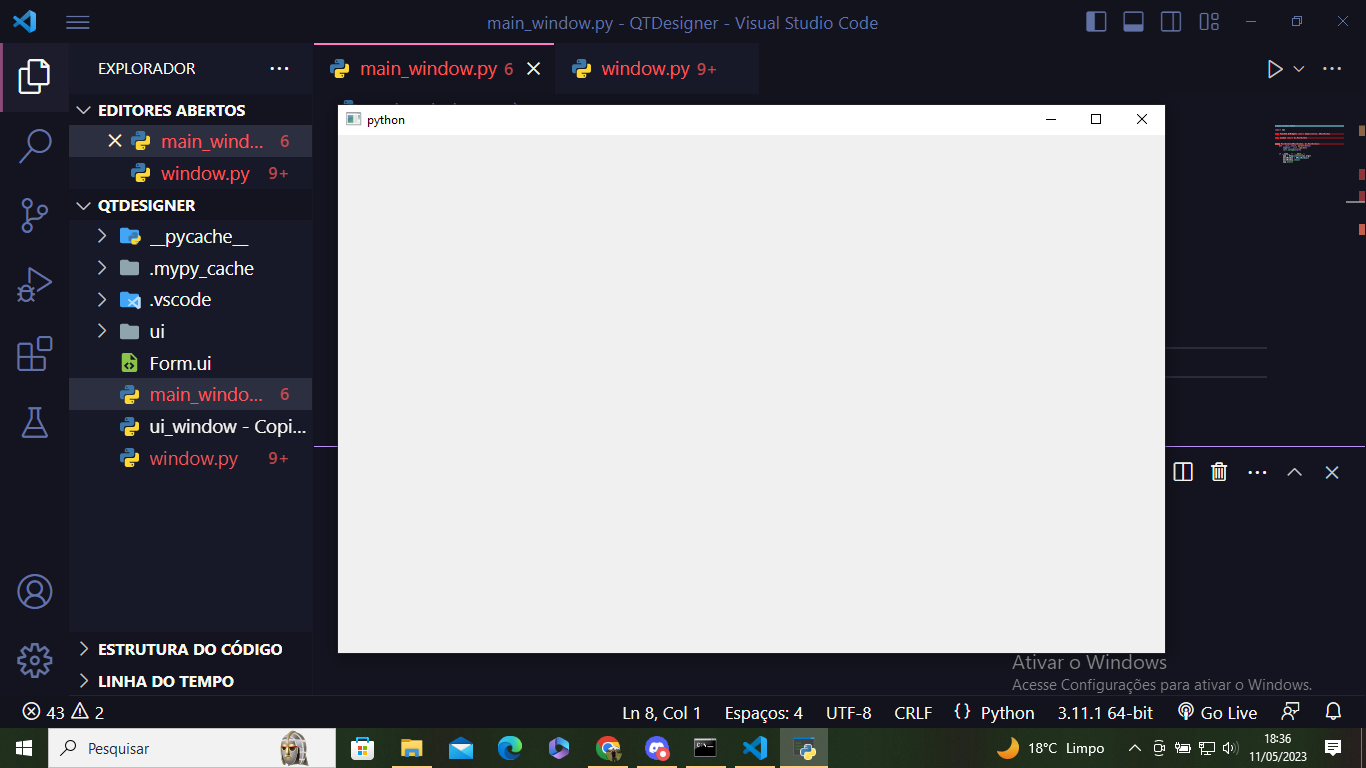 main_window.py - QTDesigner - Visual Studio Code
EXPLORADOR
main_window.py 6
window.py 9+
EDITORES ABERTOS
main_wind... 6
window.py 9+
python
QTDESIGNER
__pycache__
.mypy_cache
.vscode
ui
Form.ui
main_windo... 6
ui_window - Copi...
window.py 9+
ESTRUTURA DO CÓDIGO
LINHA DO TEMPO
Ativar o Windows
Acesse Configurações para ativar o Windows.
43 2
Ln 8, Col 1
Espaços: 4
UTF-8
CRLF
{} Python
3.11.1 64-bit
Go Live
Pesquisar
18°C Limpo
18:36
11/05/2023